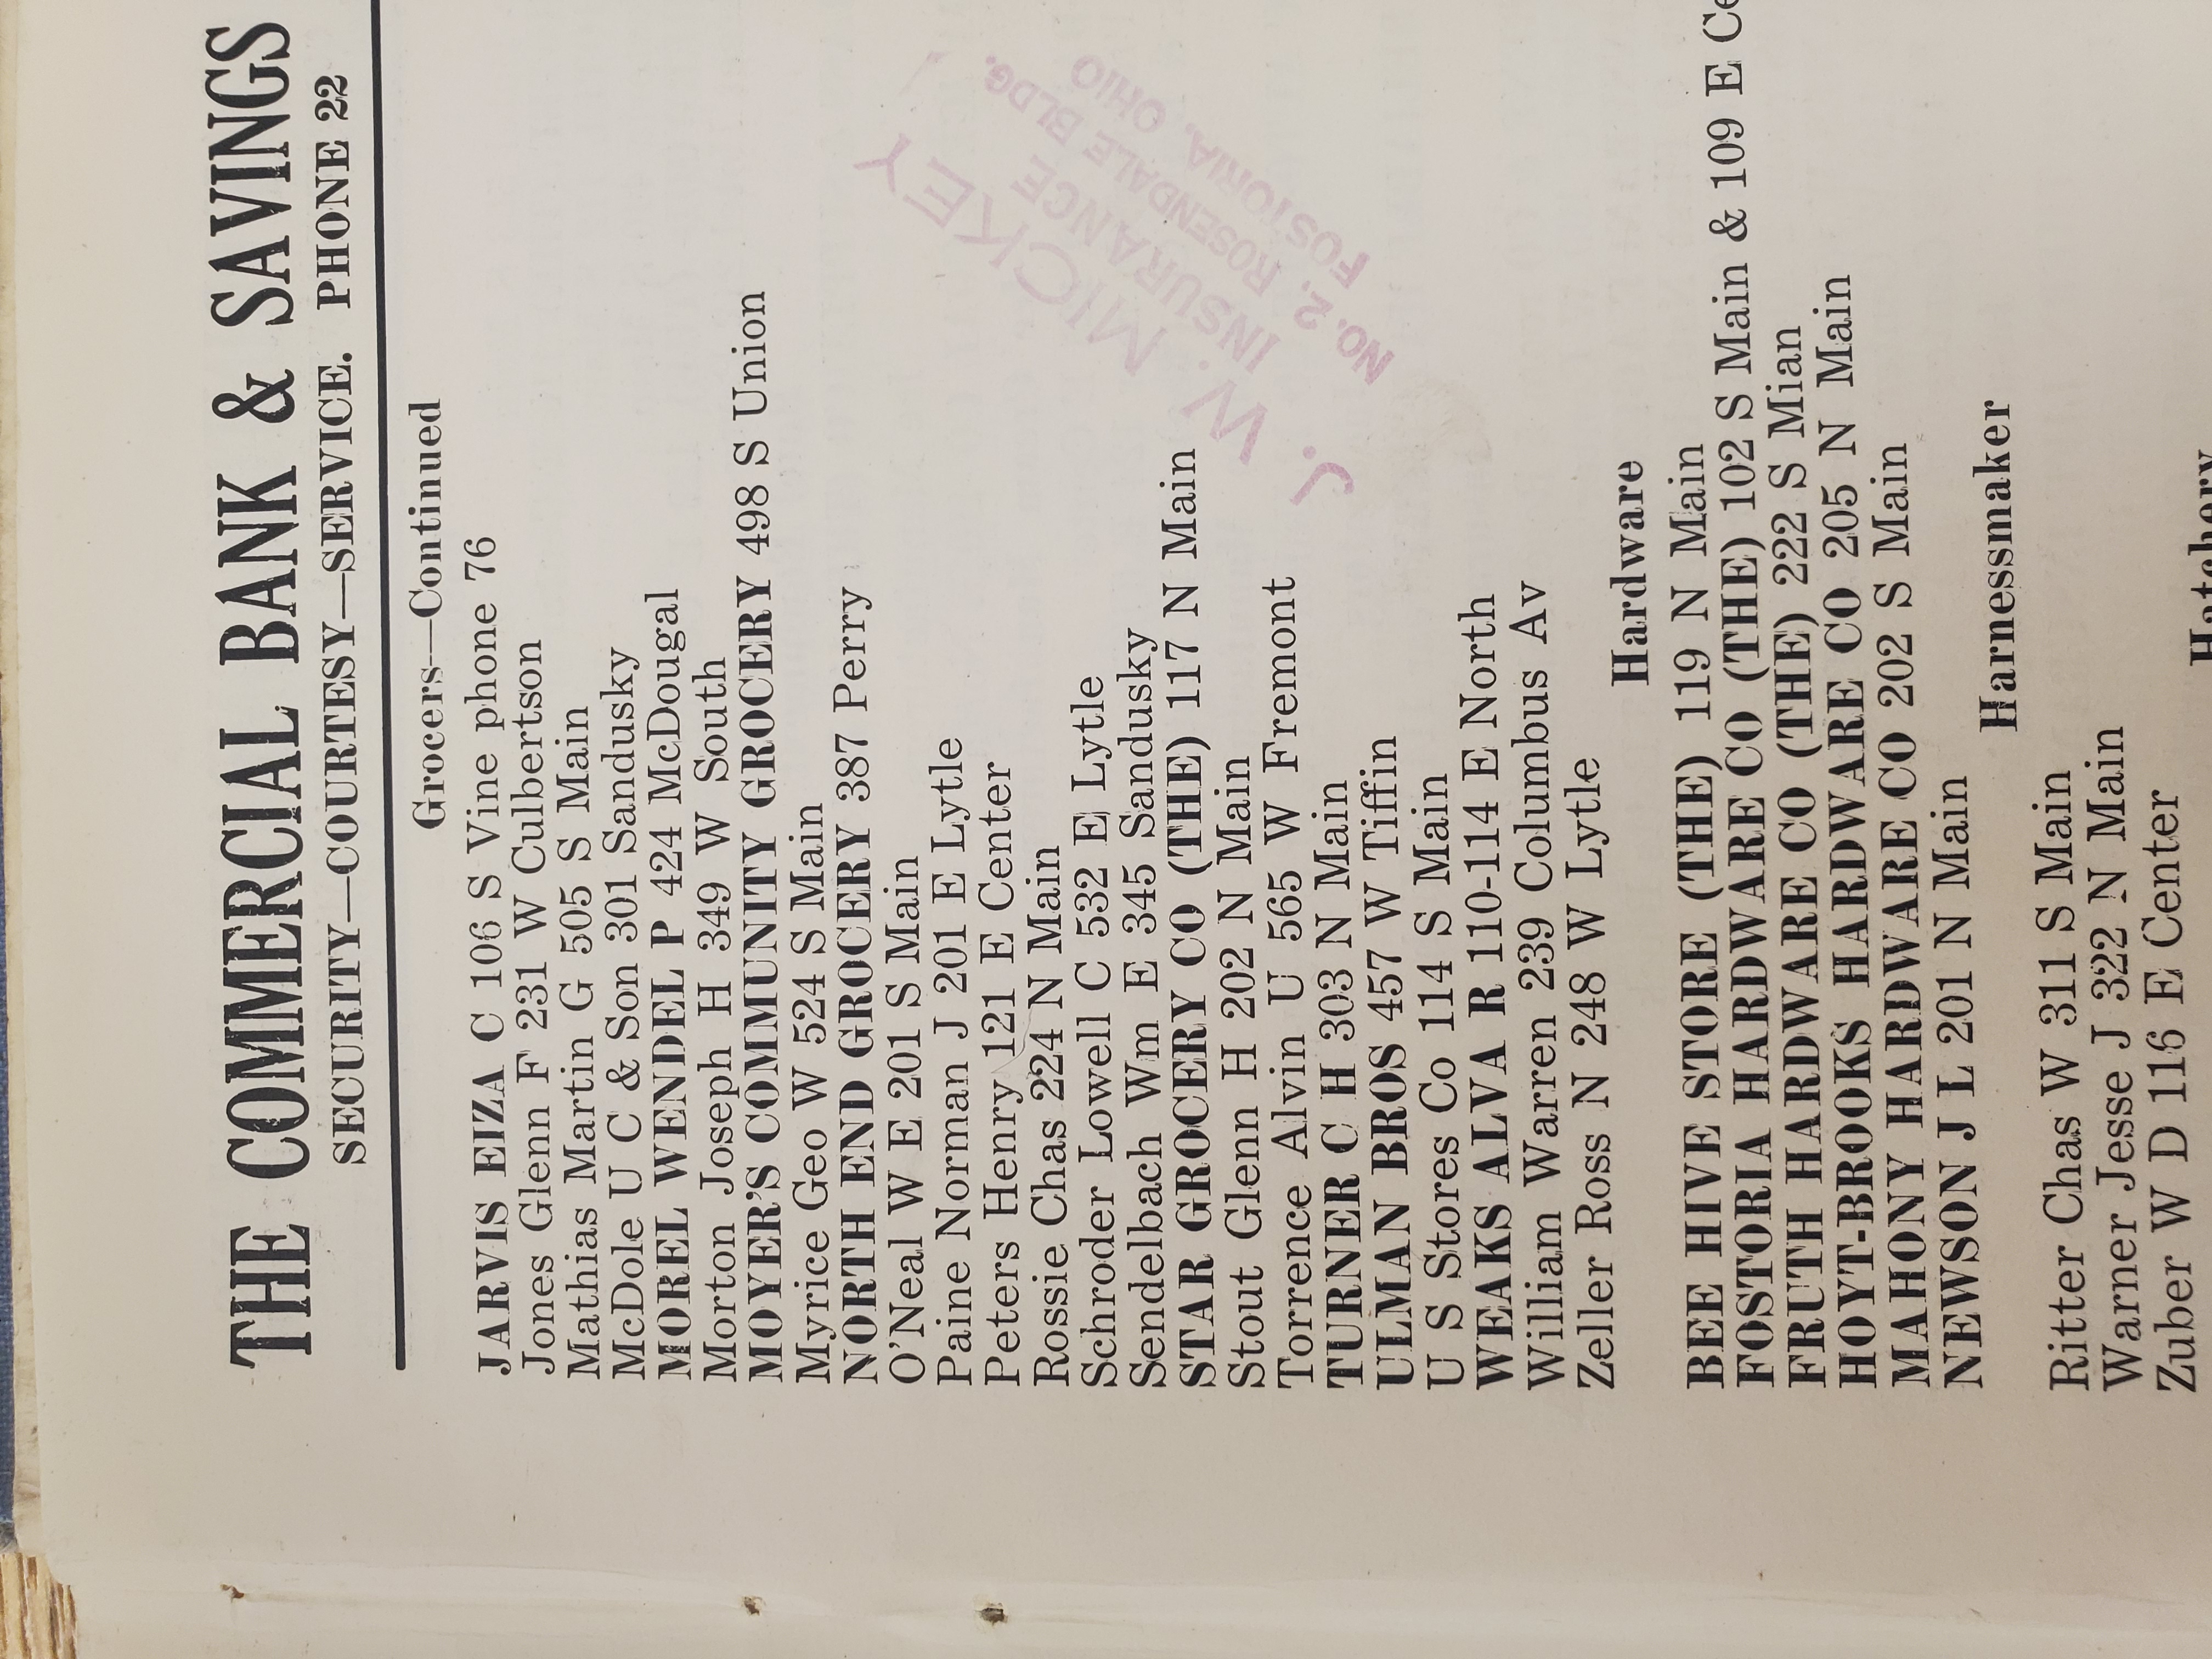 THE COMMERCIAL BANK & SAVINGS
SECURITY—COURTESY—SERVICE. PHONE 22
Grocers—Continued
JARVIS EIZA C 106 S Vine phone 76
Jones Glenn F 231 W Culbertson
Mathias Martin G 505 S Main
McDole U C & Son 301 Sandusky
MOREL WENDEL P 424 McDougal
Morton Joseph H 349 W South
MOYER'S COMMUNITY GROCERY 498 S Union
Myrice Geo W 524 S Main
NORTH END GROCERY 387 Perry
O'Neal W E 201 S Main
Paine Norman J 201 E Lytle
Peters Henry 121 E Center
Rossie Chas 224 N Main
Schroder Lowell C 532 E Lytle
Sendelbach Wm E 345 Sandusky
STAR GROCERY CO (THE) 117 N Main
Stout Glenn H 202 N Main
Torrence Alvin U 565 W Fremont
TURNER C H 303 N Main
ULMAN BROS 457 W Tiffin
U S Stores Co 114 S Main
WEAKS ALVA R 110-114 E North
William Warren 239 Columbus Av
Zeller Ross N 248 W Lytle
J. W. MICKEY
INSURANCE
NO. 2, ROSENDALE BLDG.
FOSTORIA, OHIO
Hardware
BEE HIVE STORE (THE) 119 N Main
FOSTORIA HARDWARE CO (THE) 102 S Main & 109 E Ce
FRUTH HARDWARE CO (THE) 222 S Mian
HOYT-BROOKS HARDWARE CO 205 N Main
MAHONY HARDWARE CO 202 S Main
NEWSON J L 201 N Main
Harnessmaker
Ritter Chas W 311 S Main
Warner Jesse J 322 N Main
Zuber W D 116 E Center
Hatchery